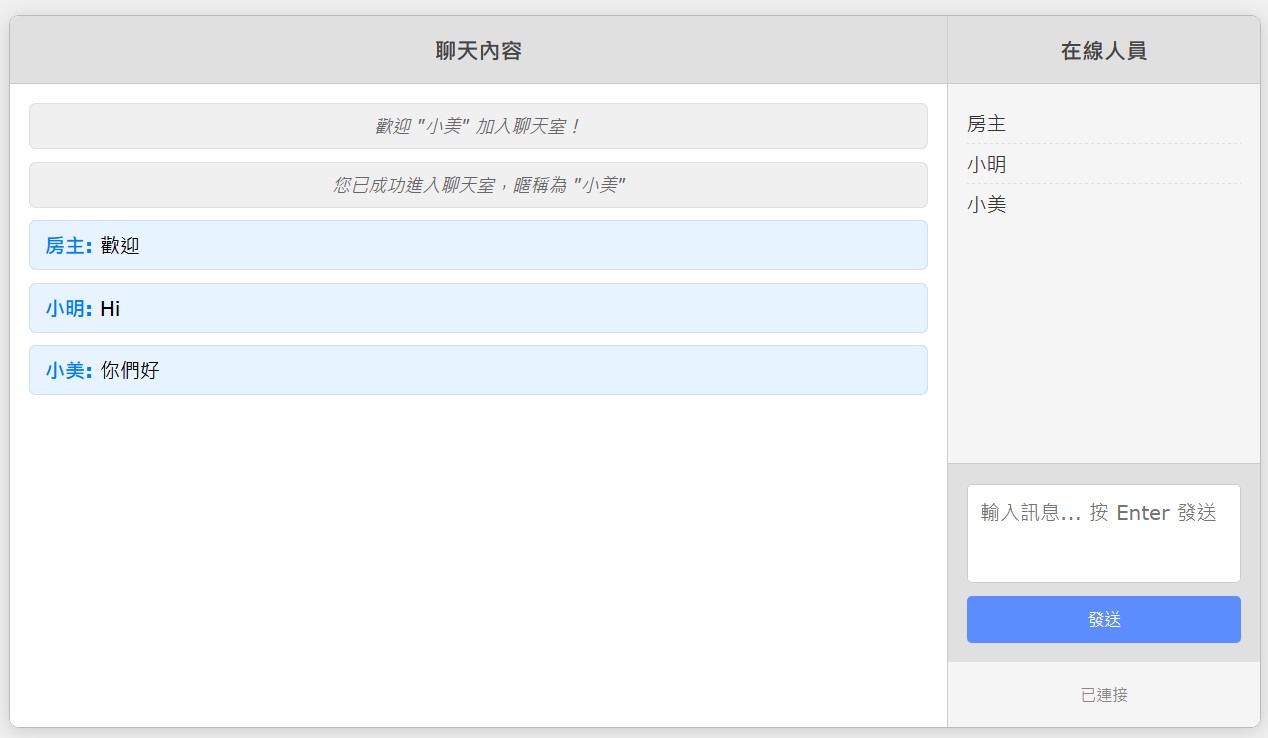 聊天內容
歡迎 "小美" 加入聊天室！
您已成功進入聊天室，暱稱為 "小美"
房主: 歡迎
小明: Hi
小美: 你們好
在線人員
房主
小明
小美
輸入訊息... 按 Enter 發送
發送
已連接